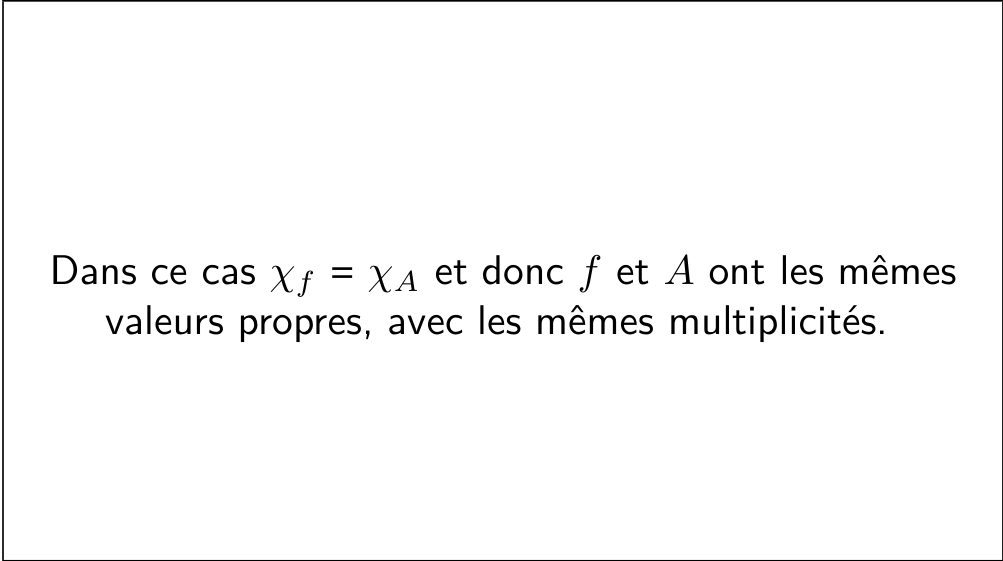 Dans ce cas χ_f = χ_A et donc f et A ont les mêmes
valeurs propres, avec les mêmes multiplicités.